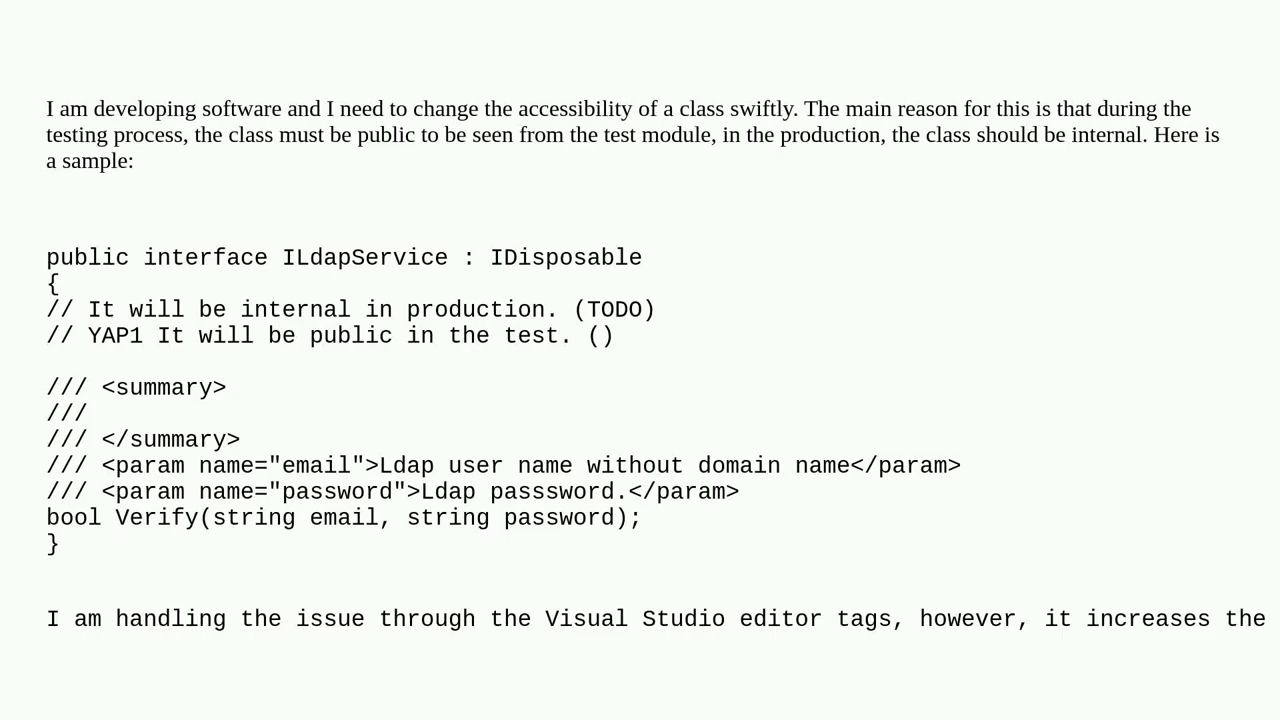 I am developing software and I need to change the accessibility of a class swiftly. The main reason for this is that during the
testing process, the class must be public to be seen from the test module, in the production, the class should be internal. Here is
a sample:
public interface ILdapService : IDisposable
{
// It will be internal in production. (TODO)
// YAP1 It will be public in the test. ()
/// <summary>
///
/// </summary>
/// <param name="email">Ldap user name without domain name</param>
/// <param name="password">Ldap passsword.</param>
bool Verify(string email, string password);
}
I am handling the issue through the Visual Studio editor tags, however, it increases the